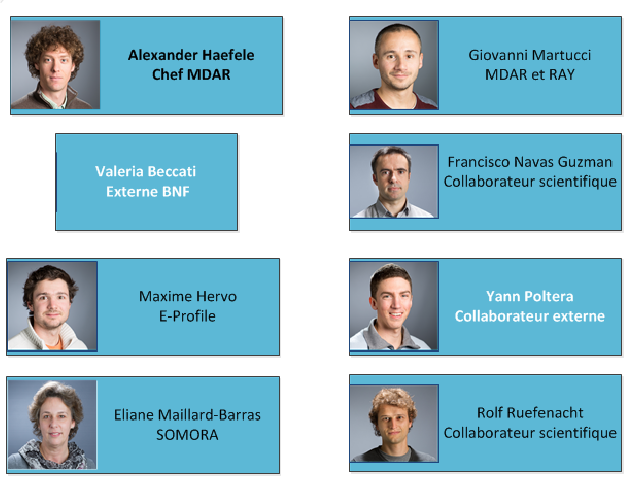 Alexander Haefele
Chef MDAR
Giovanni Martucci
MDAR et RAY
Valeria Beccati
Externe BNF
Francisco Navas Guzman
Collaborateur scientifique
Maxime Hervo
E-Profile
Yann Poltera
Collaborateur externe
Eliane Maillard-Barras
SOMORA
Rolf Ruefenacht
Collaborateur scientifique